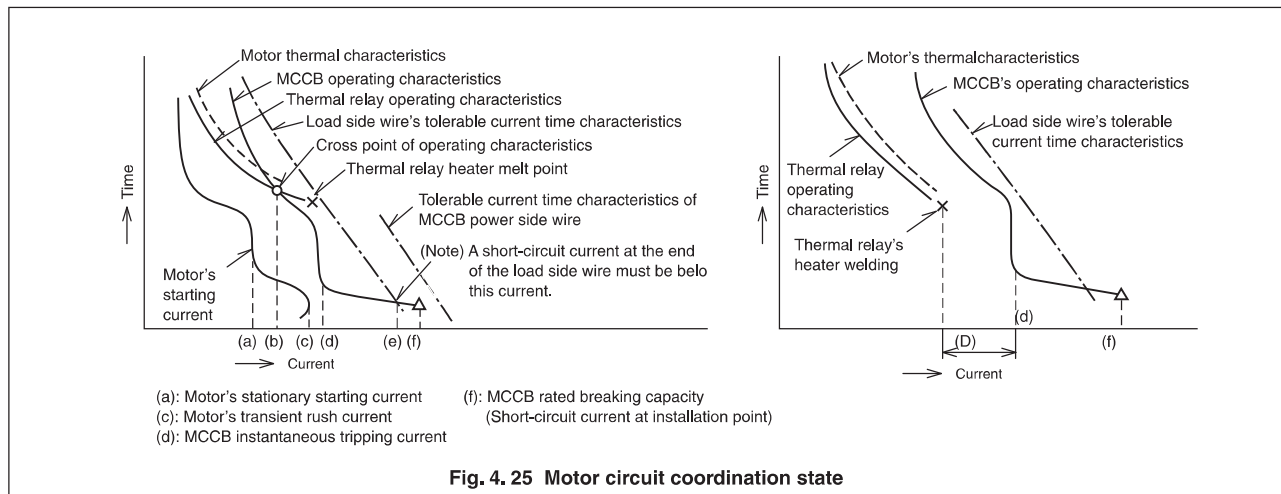 Motor thermal characteristics
MCCB operating characteristics
Thermal relay operating characteristics
Load side wire's tolerable current time characteristics
Cross point of operating characteristics
Thermal relay heater melt point
Tolerable current time characteristics of
MCCB power side wire
(Note) A short-circuit current at the end
of the load side wire must be belo
this current.
Time
Motor's
starting
current
(a) (b) (c) (d) (e) (f)
Current
(a): Motor's stationary starting current
(c): Motor's transient rush current
(d): MCCB instantaneous tripping current
(f): MCCB rated breaking capacity
(Short-circuit current at installation point)
Motor's thermalcharacteristics
MCCB's operating characteristics
Load side wire's tolerable
current time characteristics
Time
Thermal relay
operating
characteristics
Thermal relay's
heater welding
(d)
(D)
(f)
Current
Fig. 4. 25 Motor circuit coordination state